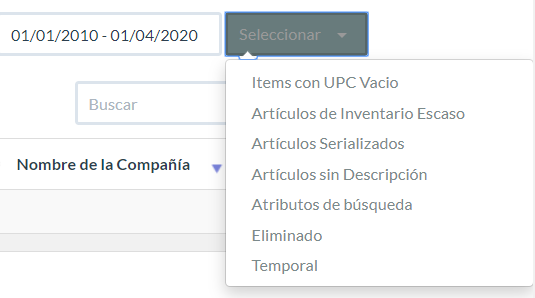 01/01/2010 - 01/04/2020
Seleccionar
Items con UPC Vacio
Buscar
Artículos de Inventario Escaso
Artículos Serializados
Nombre de la Compañía
Artículos sin Descripción
Atributos de búsqueda
Eliminado
Temporal